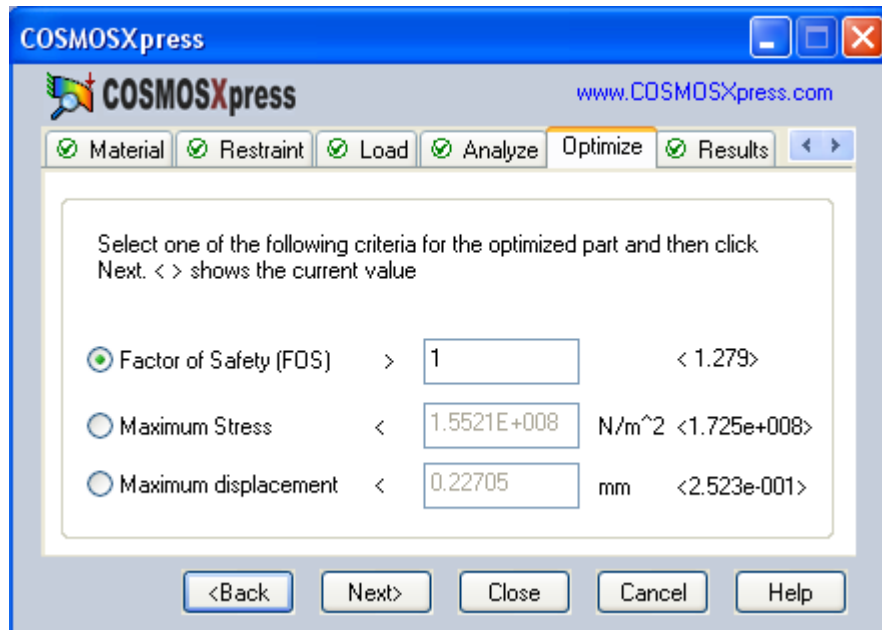 COSMOSXpress
COSMOSXpress www.COSMOSXpress.com
Material Restraint Load Analyze Optimize Results
Select one of the following criteria for the optimized part and then click
Next. < > shows the current value
Factor of Safety (FOS) > 1 < 1.279>
Maximum Stress < 1.5521E+008 N/m^2 <1.725e+008>
Maximum displacement < 0.22705 mm <2.523e-001>
<Back Next> Close Cancel Help